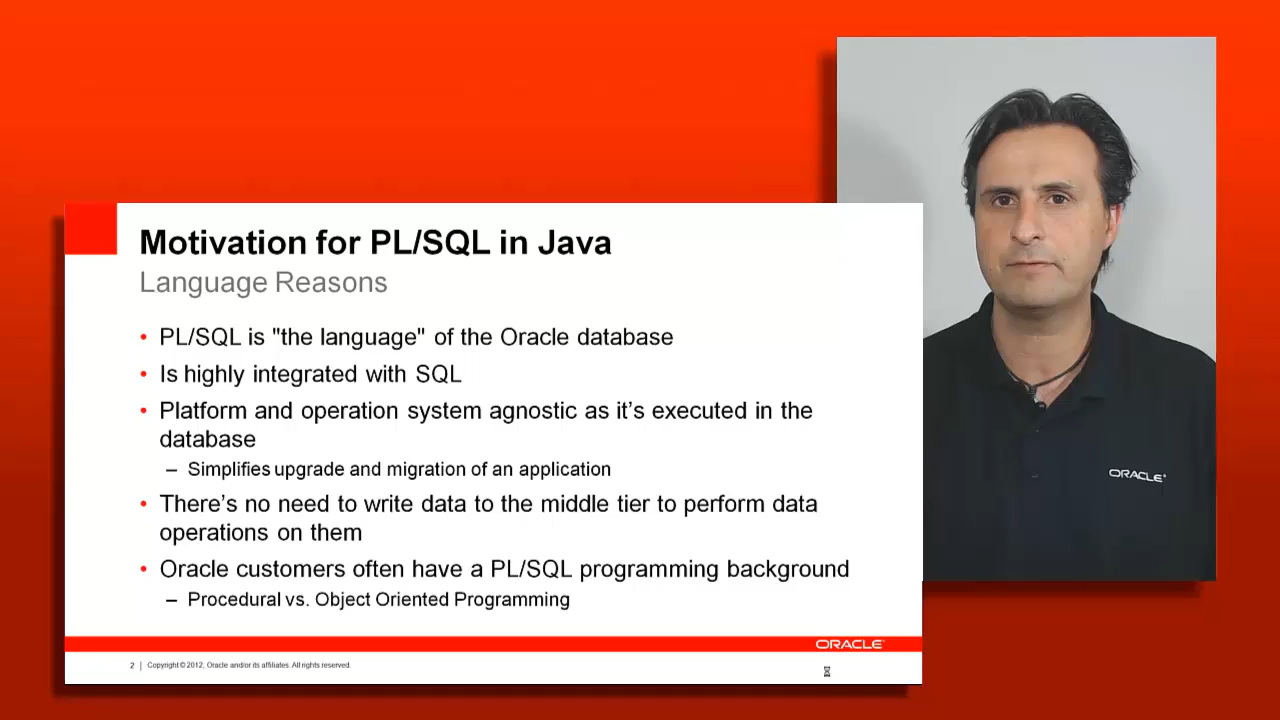 Motivation for PL/SQL in Java
Language Reasons
• PL/SQL is "the language" of the Oracle database
• Is highly integrated with SQL
• Platform and operation system agnostic as it's executed in the
database
– Simplifies upgrade and migration of an application
• There's no need to write data to the middle tier to perform data
operations on them
• Oracle customers often have a PL/SQL programming background
– Procedural vs. Object Oriented Programming
ORACLE
2 | Copyright © 2012, Oracle and/or its affiliates. All rights reserved.
ORACLE